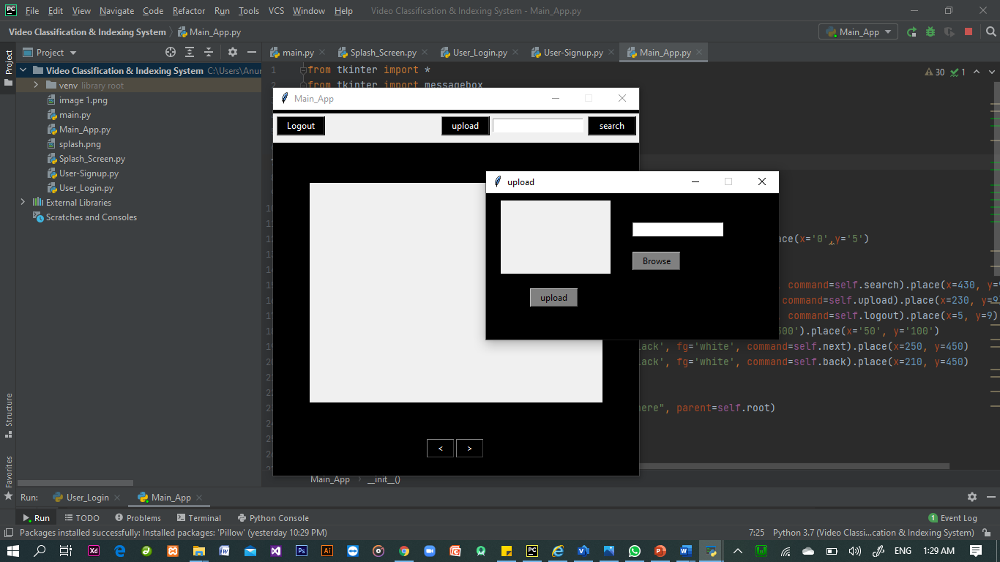 File Edit View Navigate Code Refactor Run Tools VCS Window Help Video Classification & Indexing System - Main_App.py
Video Classification & Indexing System Main_App.py Main_App
Project
Project
main.py
Splash_Screen.py
User_Login.py
User-Signup.py
Main_App.py
Video Classification & Indexing System C:\Users\Anur
venv library root
image 1.png
main.py
Main_App.py
splash.png
Splash_Screen.py
User-Signup.py
User_Login.py
External Libraries
Scratches and Consoles
1 from tkinter import *
from tkinter import messagebox
30 1
Main_App
Logout
upload
search
upload
Browse
upload
< >
ace(x='0', y='5')
, command=self.search).place(x=430, y=
command=self.upload).place(x=230, y=9)
, command=self.logout).place(x=5, y=9)
500').place(x='50', y='100')
lack', fg='white', command=self.next).place(x=250, y=450)
lack', fg='white', command=self.back).place(x=210, y=450)
here", parent=self.root)
Main_App __init__()
Structure
Favorites
Run: User_Login Main_App
Run TODO Problems Terminal Python Console 1 Event Log
Packages installed successfully: Installed packages: 'Pillow' (yesterday 10:29 PM) 7:25 Python 3.7 (Video Classi...cation & Indexing System)
ENG 1:29 AM